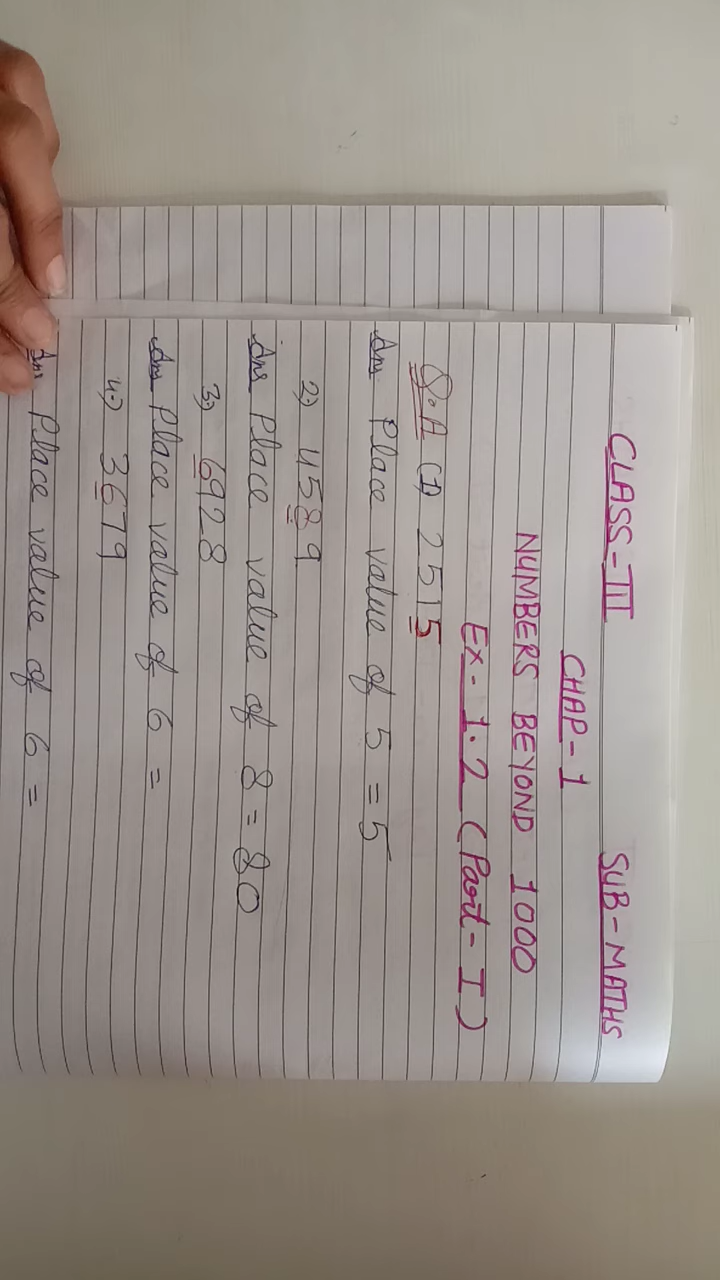 CLASS-III SUB-MATHS
CHAP-1
NUMBERS BEYOND 1000
EX-1.2 (Part-I)
Q.A (1) 2515
Ans Place value of 5 = 5
2) 4589
Ans Place value of 8 = 80
3) 6928
Ans Place value of 6 =
4) 3679
Ans Place value of 6 =